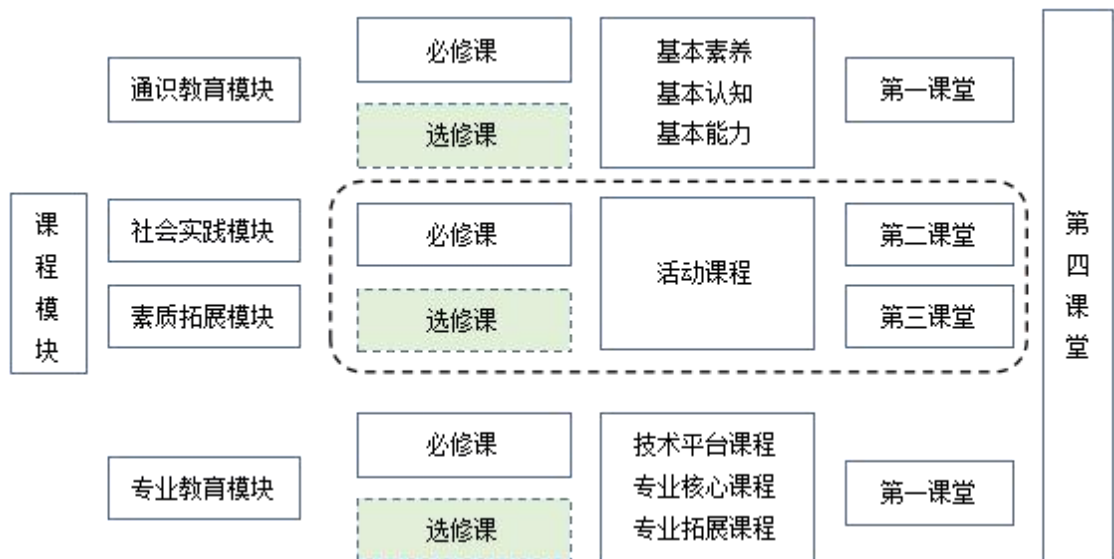 课程模块
通识教育模块
必修课
选修课
基本素养
基本认知
基本能力
第一课堂
社会实践模块
素质拓展模块
必修课
选修课
活动课程
第二课堂
第三课堂
专业教育模块
必修课
选修课
技术平台课程
专业核心课程
专业拓展课程
第一课堂
第四课堂